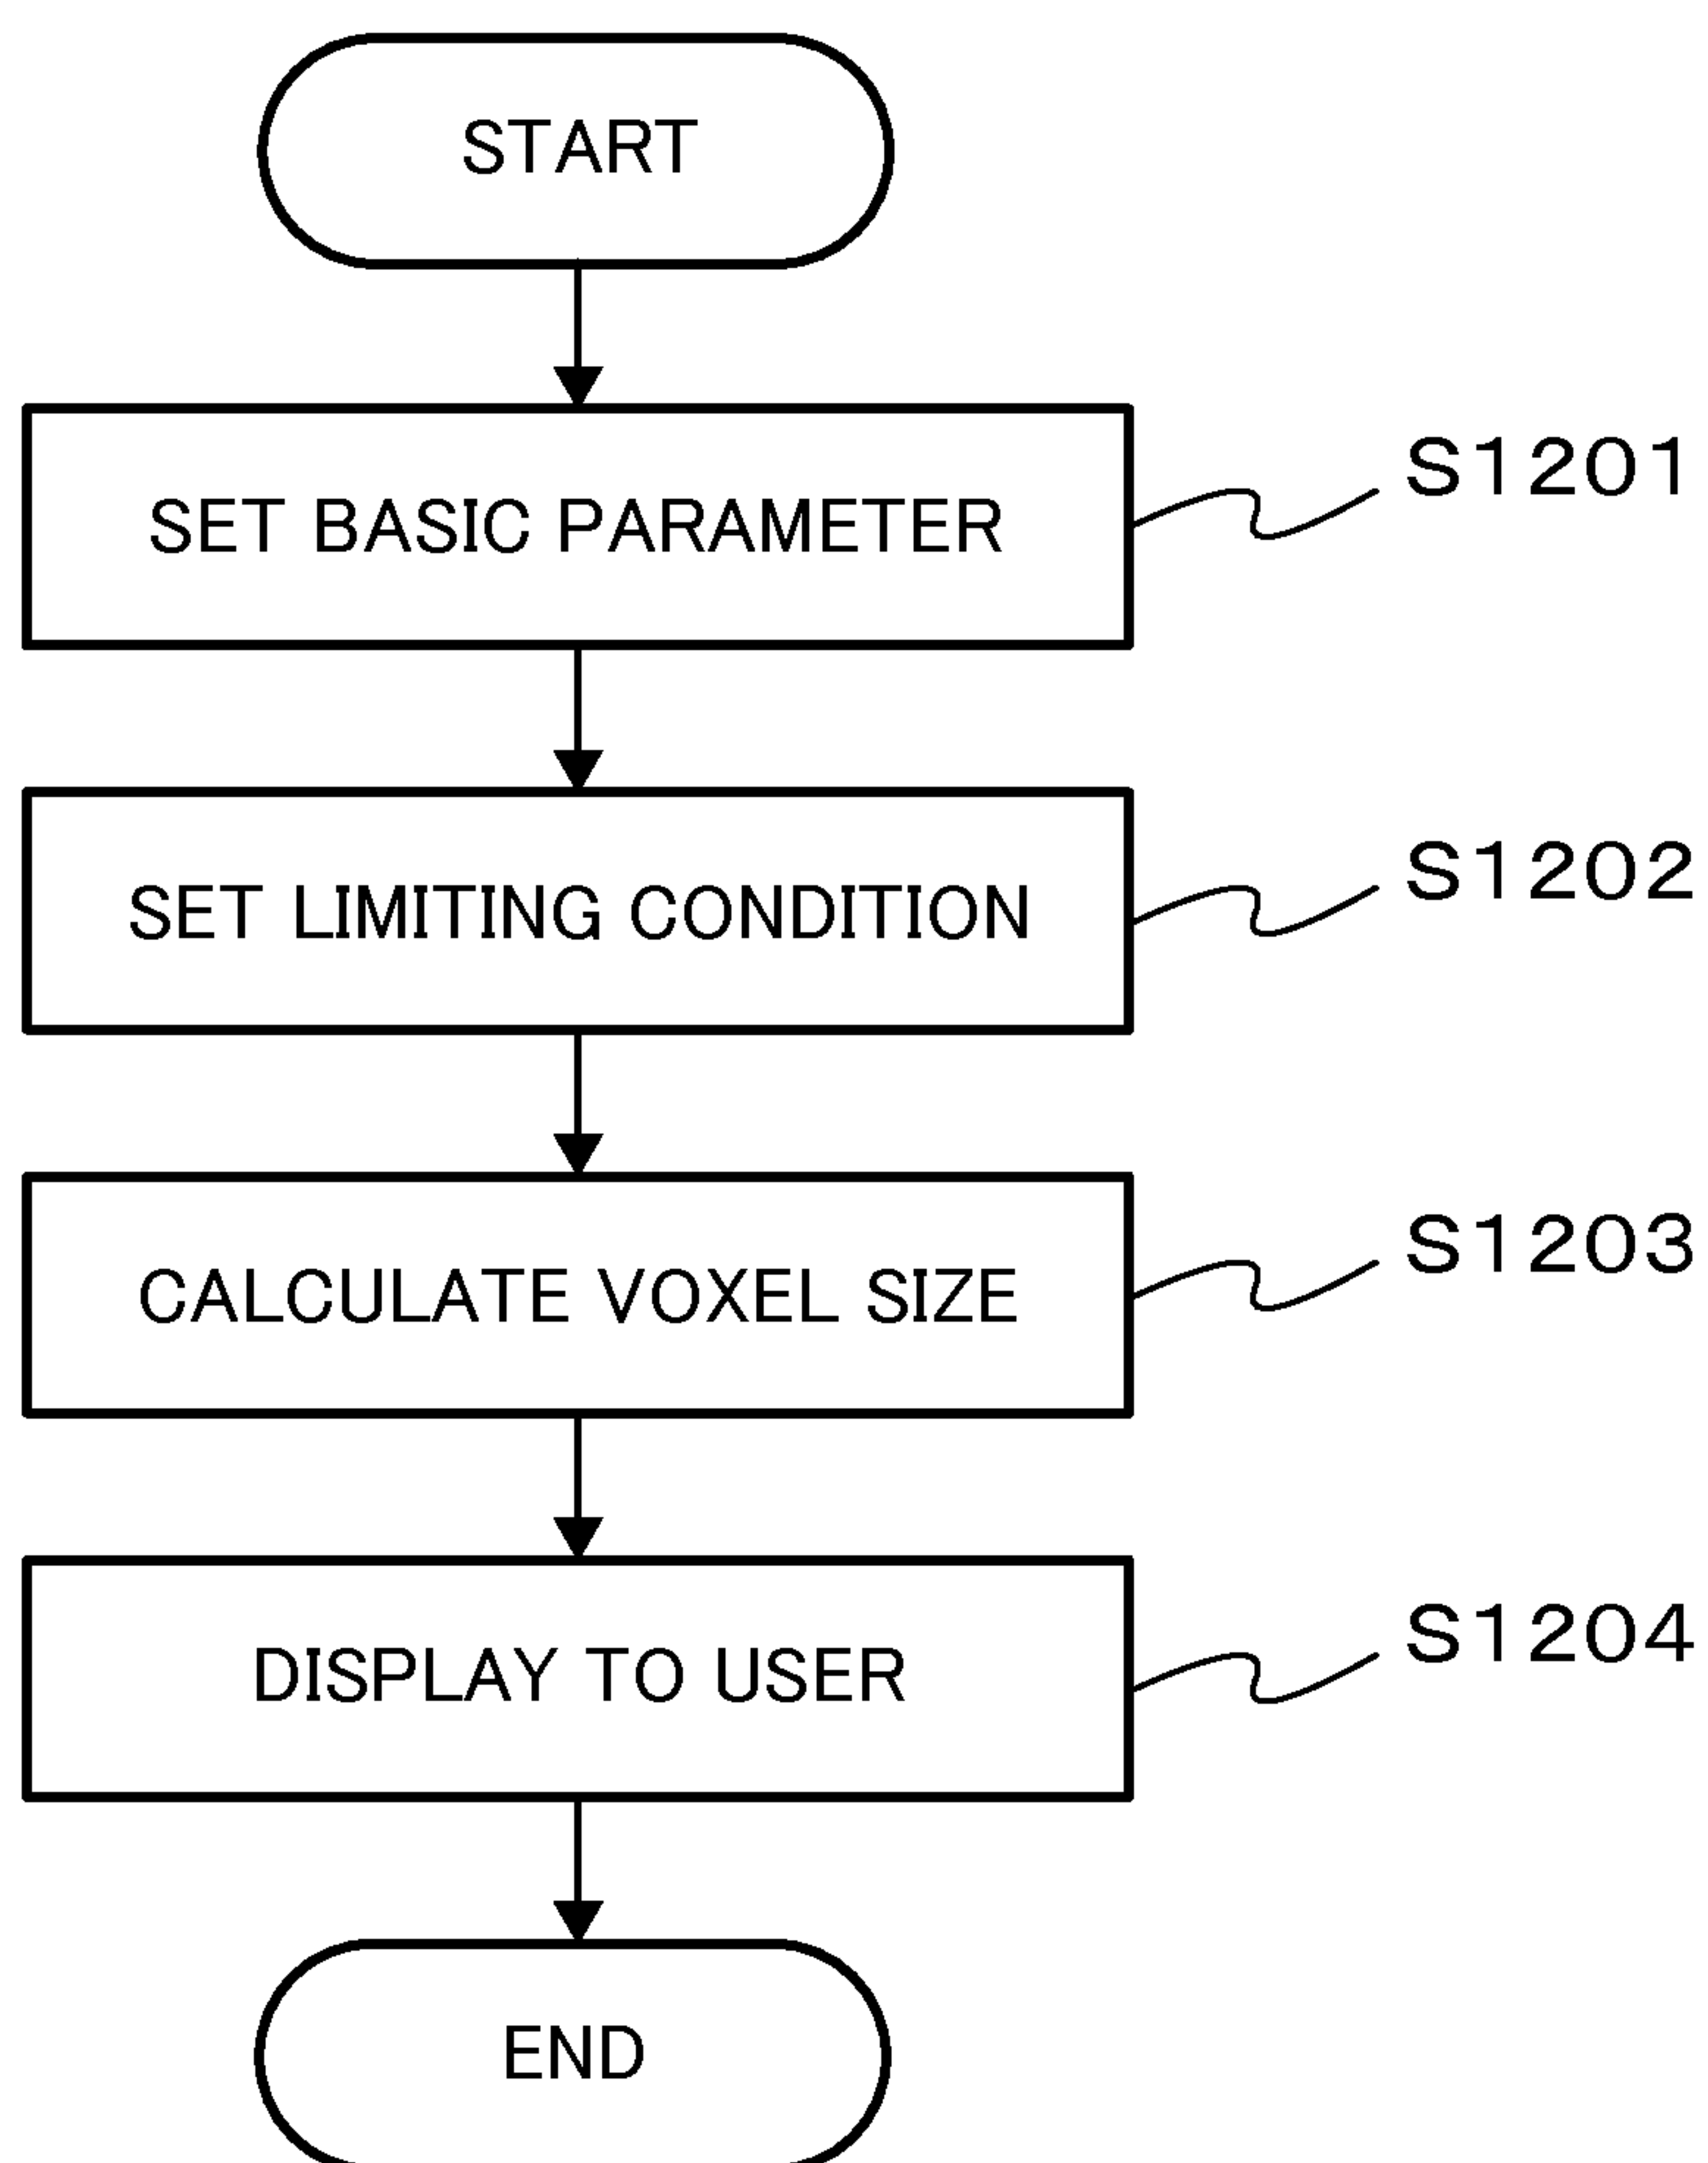 START
SET BASIC PARAMETER
S1201
SET LIMITING CONDITION
S1202
CALCULATE VOXEL SIZE
S1203
DISPLAY TO USER
S1204
END